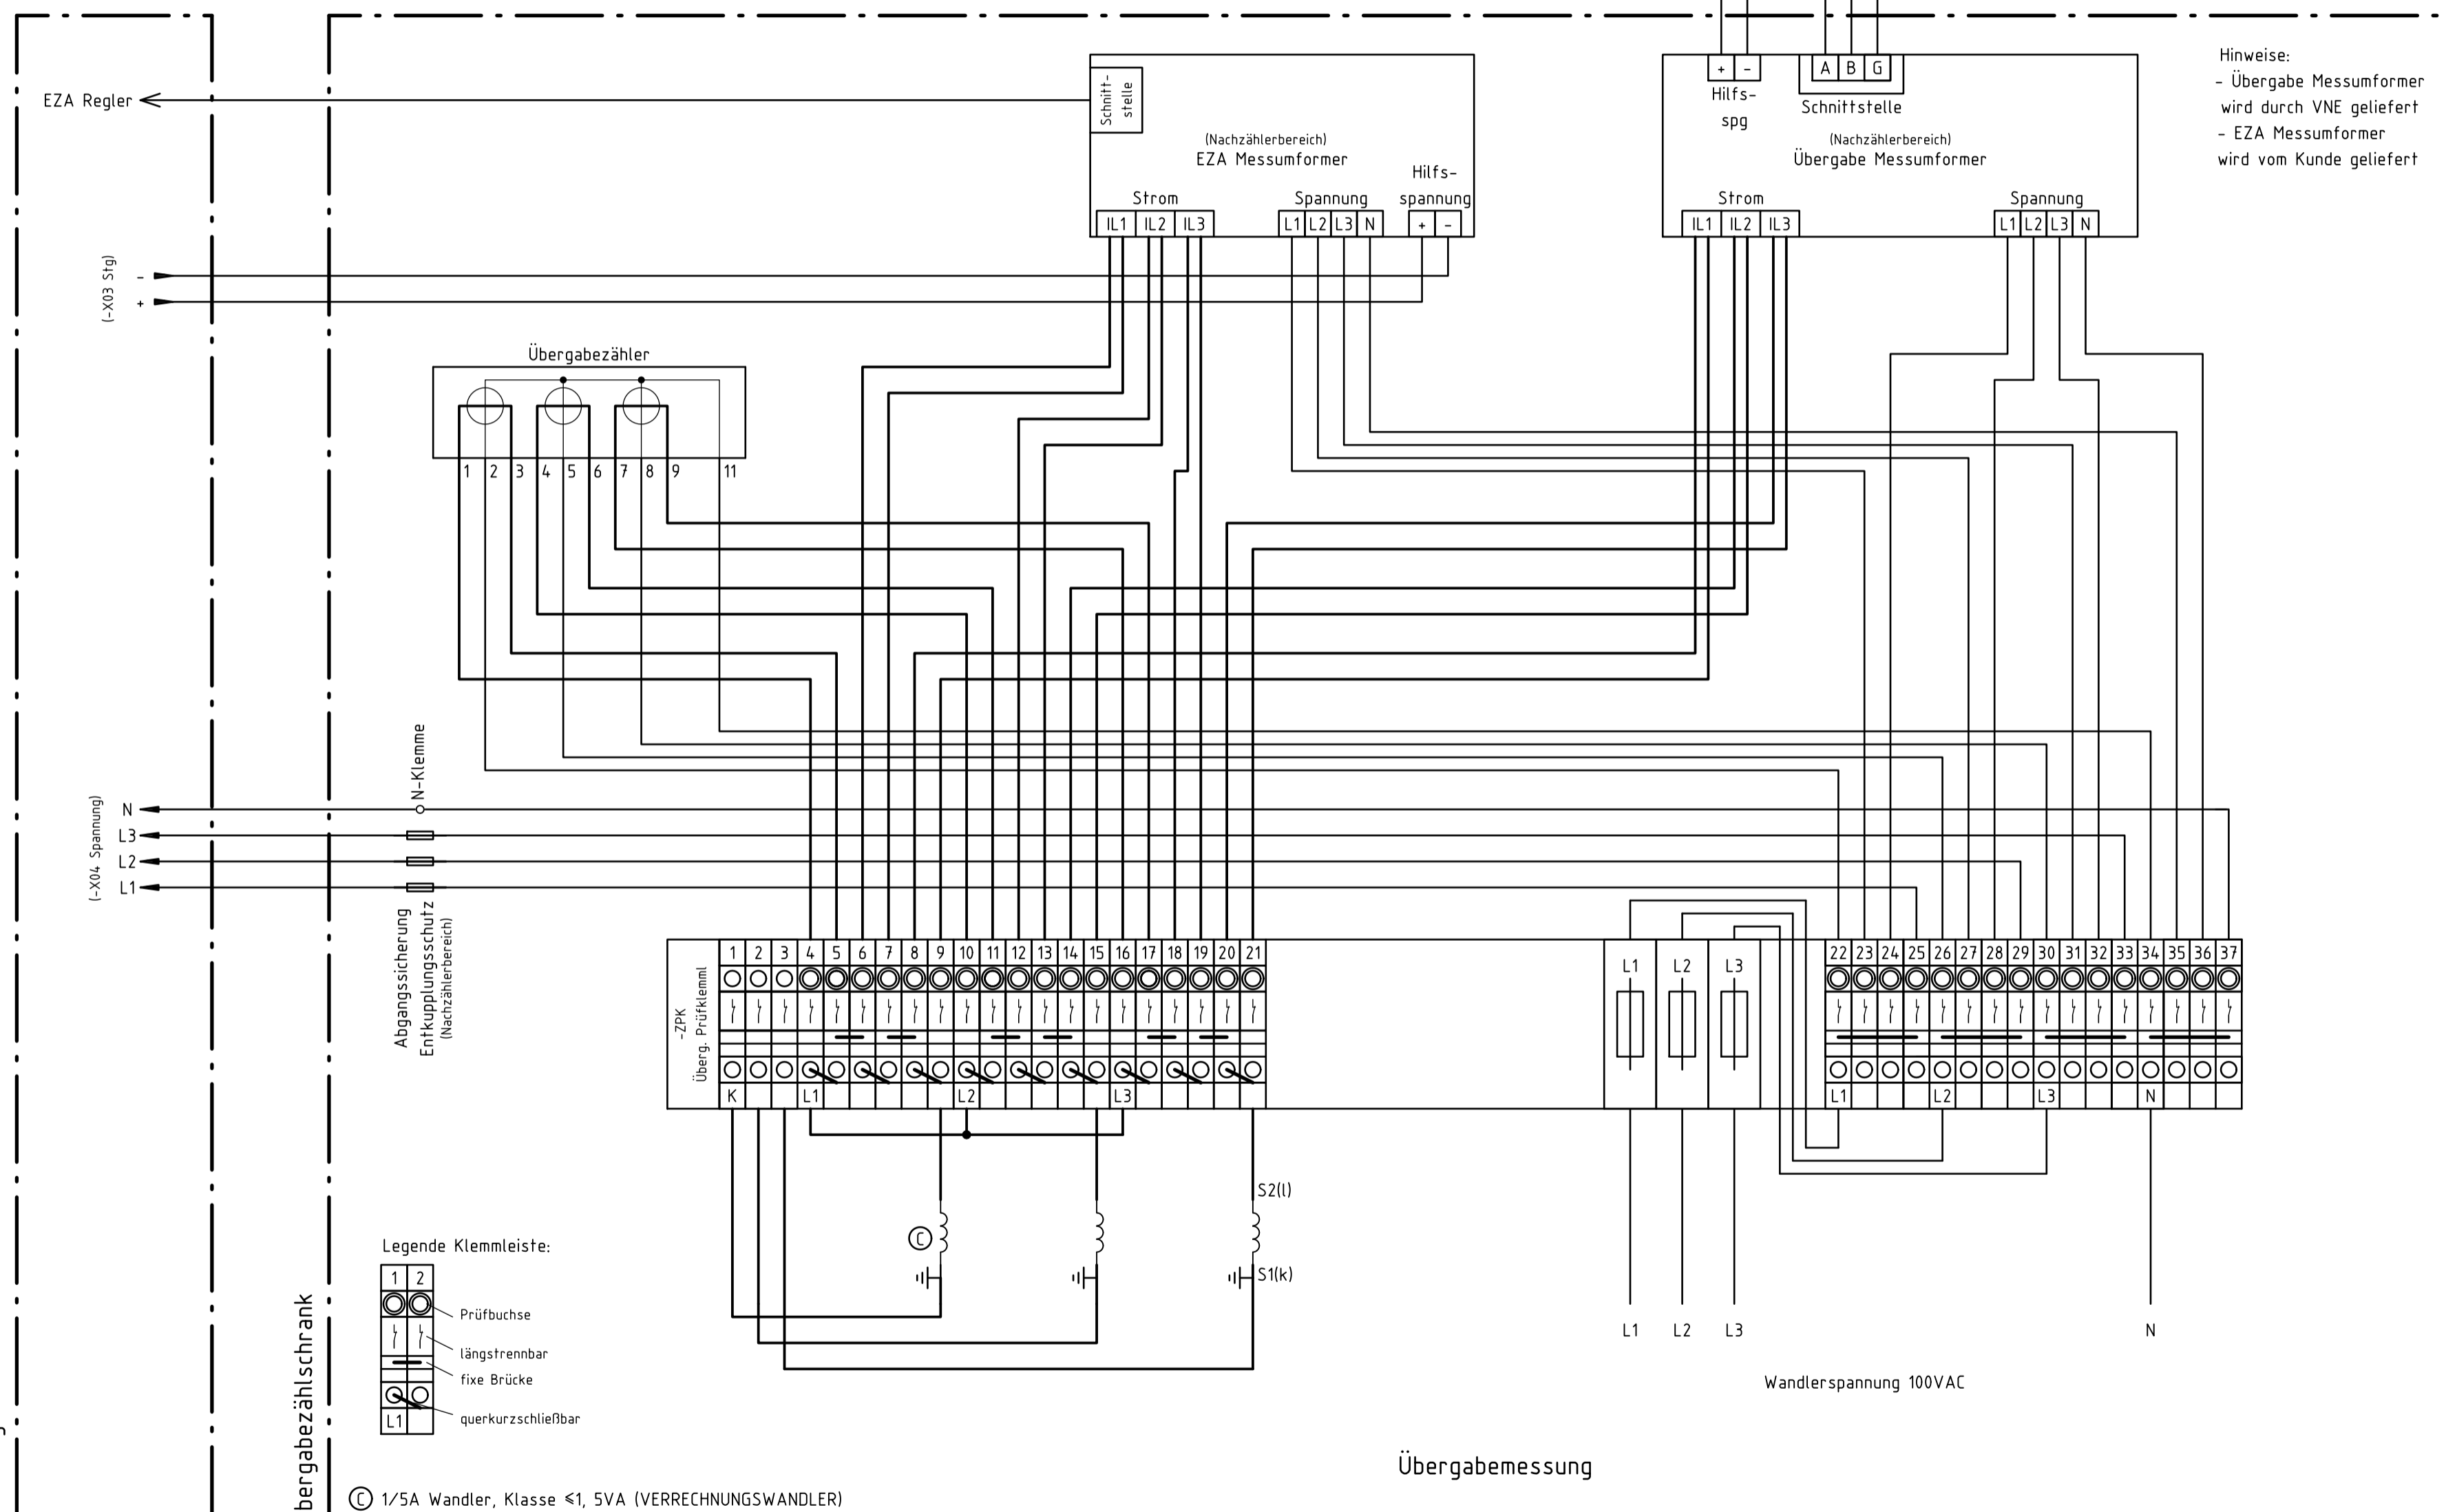 Hinweise:
- Übergabe Messumformer
wird durch VNE geliefert
- EZA Messumformer
wird vom Kunde geliefert
+ - A B G
Hilfs-
spg
Schnittstelle
(Nachzählerbereich)
Übergabe Messumformer
Strom
Spannung
IL1 IL2 IL3
L1 L2 L3 N
EZA Regler
Schnitt-
stelle
(Nachzählerbereich)
EZA Messumformer
Hilfs-
spannung
Strom
Spannung
IL1 IL2 IL3
L1 L2 L3 N
+ -
(-X03 Stg)
-
+
Übergabezähler
1 2 3 4 5 6 7 8 9 11
N-Klemme
(-X04 Spannung)
N
L3
L2
L1
Abgangssicherung
Entkupplungsschutz
(Nachzählerbereich)
-ZPK
Überg. Prüfklemml
1 2 3 4 5 6 7 8 9 10 11 12 13 14 15 16 17 18 19 20 21
K L1 L2 L3
L1 L2 L3
22 23 24 25 26 27 28 29 30 31 32 33 34 35 36 37
L1 L2 L3 N
S2(l)
C
S1(k)
L1 L2 L3 N
Wandlerspannung 100VAC
Legende Klemmleiste:
1 2
Prüfbuchse
längstrennbar
fixe Brücke
querkurzschließbar
L1
bergabezählschrank
Übergabemessung
C 1/5A Wandler, Klasse ≤1, 5VA (VERRECHNUNGSWANDLER)